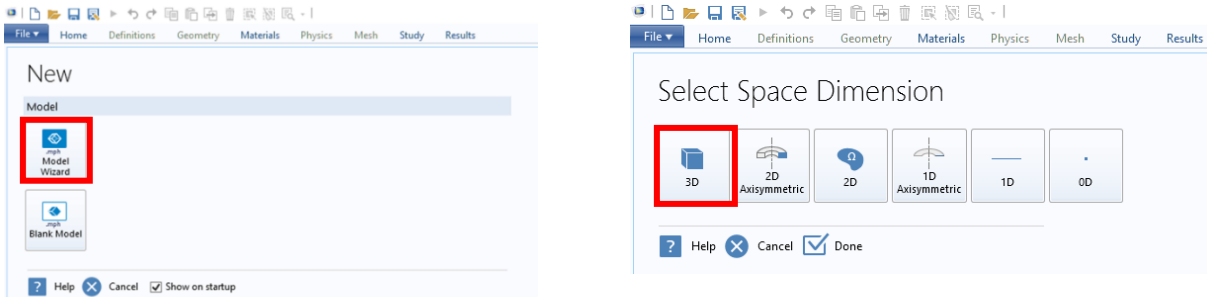 File Home Definitions Geometry Materials Physics Mesh Study Results
New
Model
.mph
Model
Wizard
.mph
Blank Model
? Help Cancel Show on startup
File Home Definitions Geometry Materials Physics Mesh Study Results
Select Space Dimension
3D
2D
Axisymmetric
Ω
2D
1D
Axisymmetric
1D
0D
? Help Cancel Done